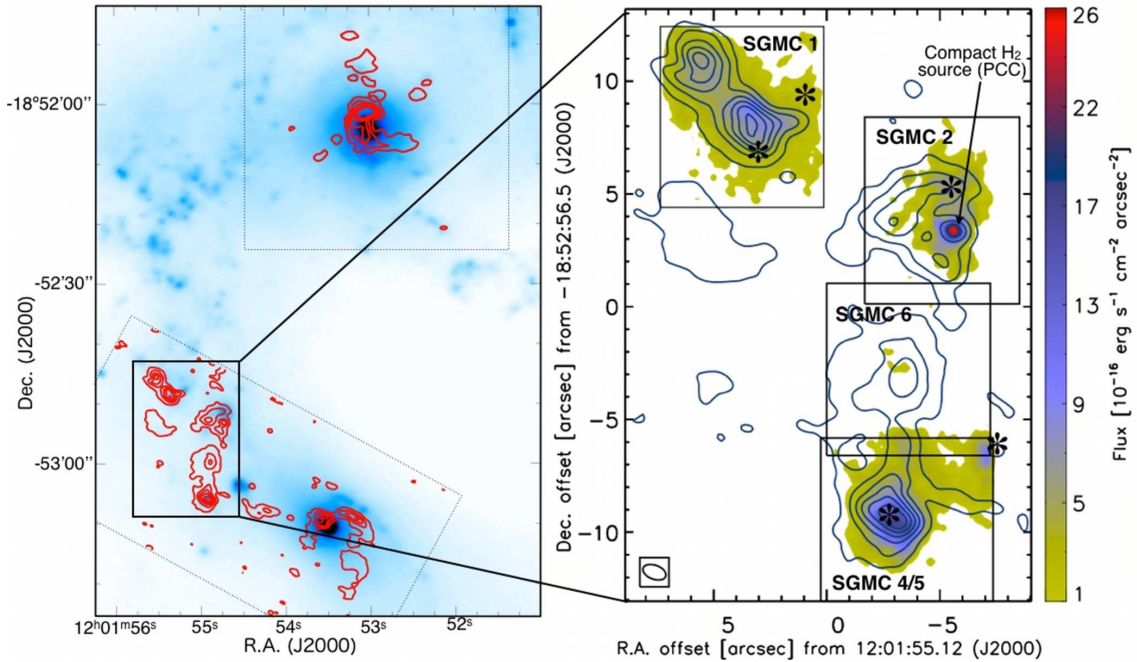 -18°52'00’’
-52'30’’
-53'00’’
Dec. (J2000)
12ʰ01ᵐ56ˢ
55ˢ
54ˢ
53ˢ
52ˢ
R.A. (J2000)
SGMC 1
Compact H₂
source (PCC)
SGMC 2
SGMC 6
SGMC 4/5
10
5
0
−5
−10
Dec. offset [arcsec] from −18:52:56.5 (J2000)
5
0
−5
R.A. offset [arcsec] from 12:01:55.12 (J2000)
26
22
18
17
13
9
5
1
Flux [10⁻¹⁶ erg s⁻¹ cm⁻² arcsec⁻²]